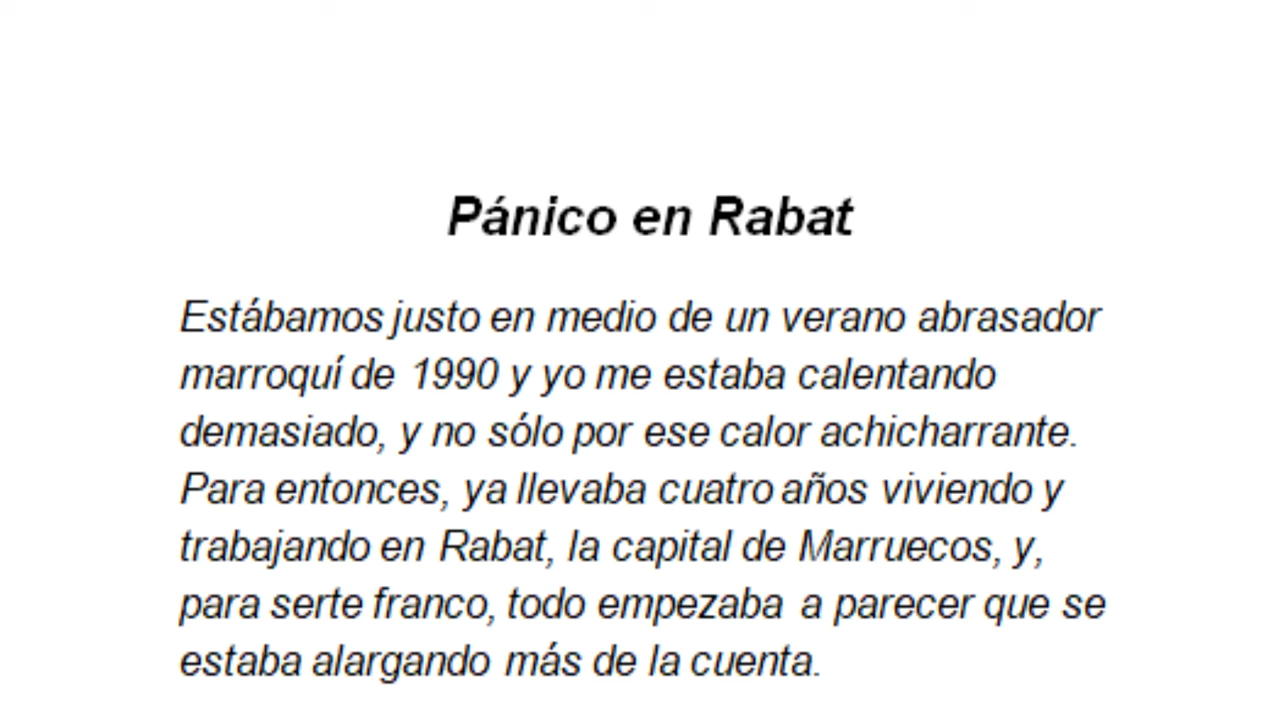 Pánico en Rabat
Estábamos justo en medio de un verano abrasador
marroquí de 1990 y yo me estaba calentando
demasiado, y no sólo por ese calor achicharrante.
Para entonces, ya llevaba cuatro años viviendo y
trabajando en Rabat, la capital de Marruecos, y,
para serte franco, todo empezaba a parecer que se
estaba alargando más de la cuenta.